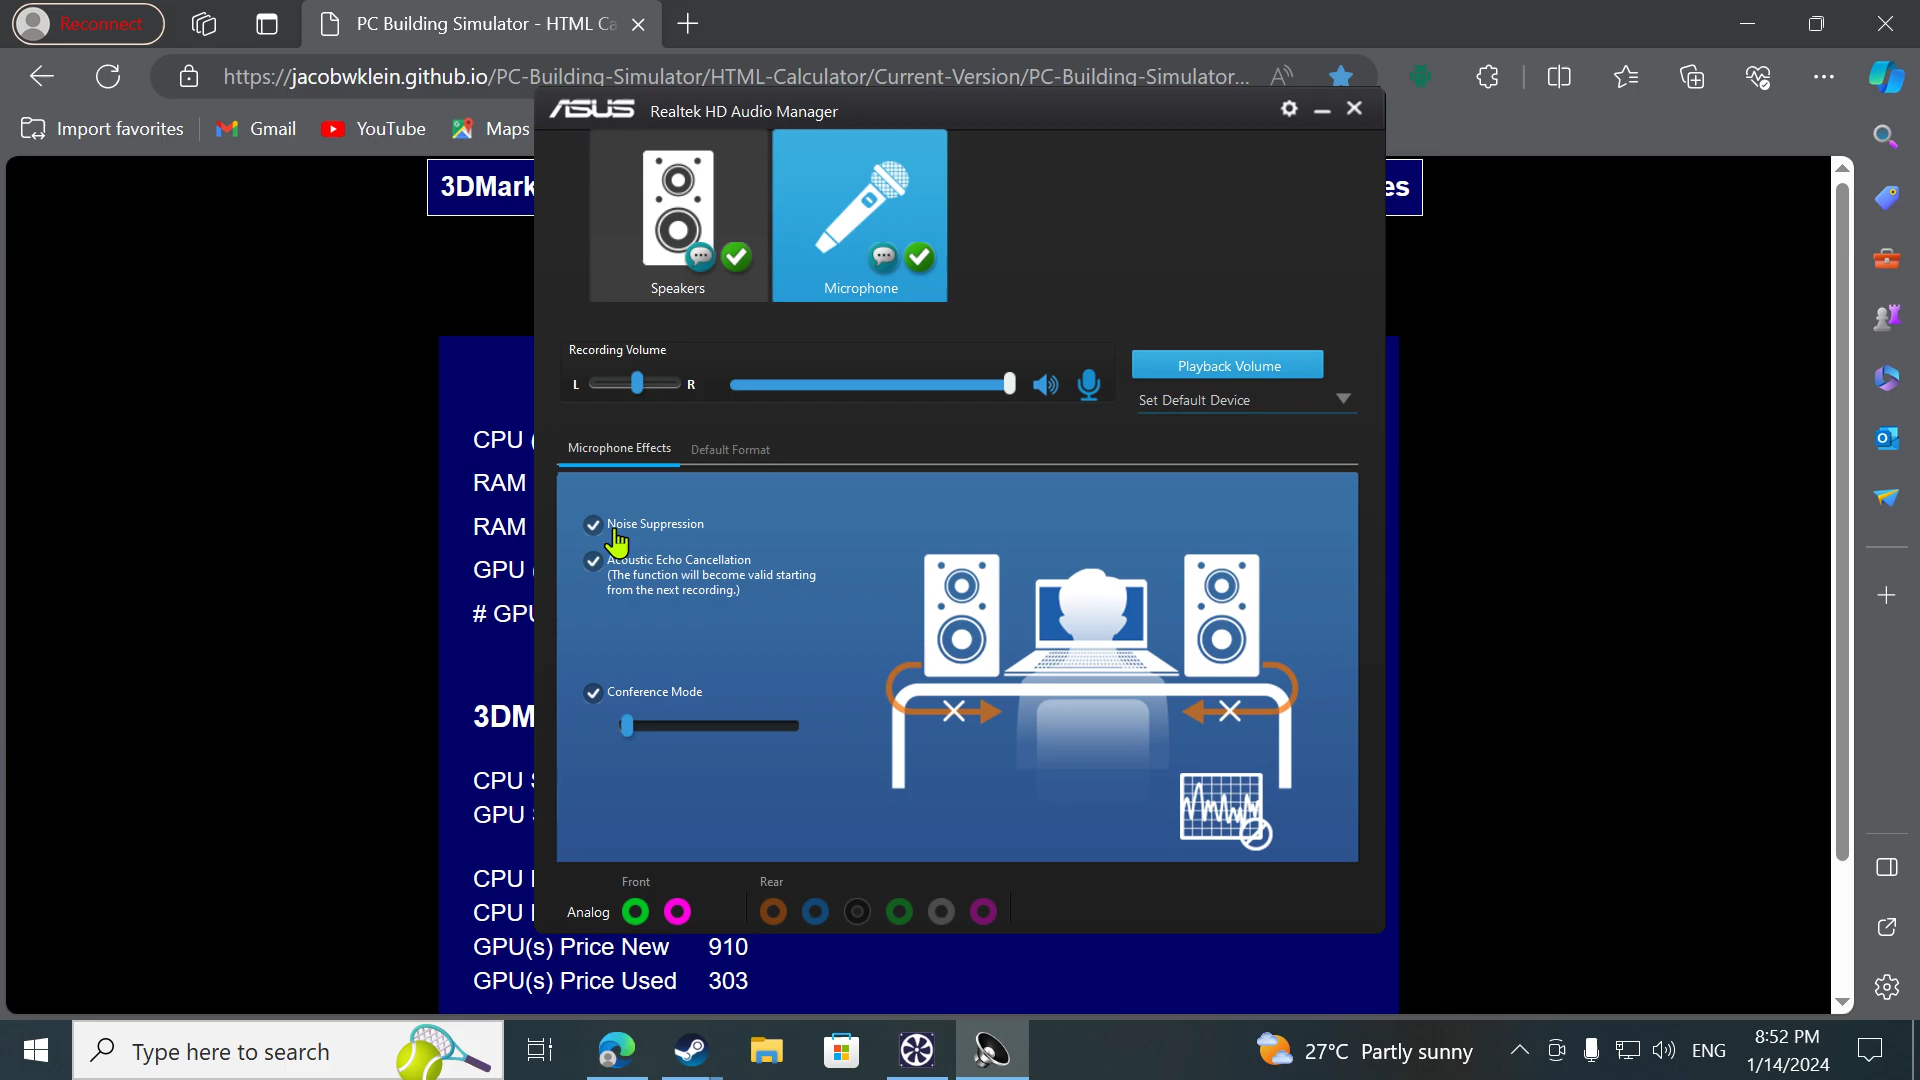 Reconnect
PC Building Simulator - HTML Ca
https://jacobwklein.github.io/PC-Building-Simulator/HTML-Calculator/Current-Version/PC-Building-Simulator...
Import favorites
Gmail
YouTube
Maps
ASUS Realtek HD Audio Manager
3DMark
es
Speakers
Microphone
Recording Volume
L
R
Playback Volume
Set Default Device
Microphone Effects
Default Format
CPU (
RAM
RAM
GPU (
# GPU
Noise Suppression
Acoustic Echo Cancellation
(The function will become valid starting
from the next recording.)
Conference Mode
3DM
CPU S
GPU S
CPU
CPU
Front
Rear
Analog
GPU(s) Price New 910
GPU(s) Price Used 303
Type here to search
27°C Partly sunny
ENG
8:52 PM
1/14/2024